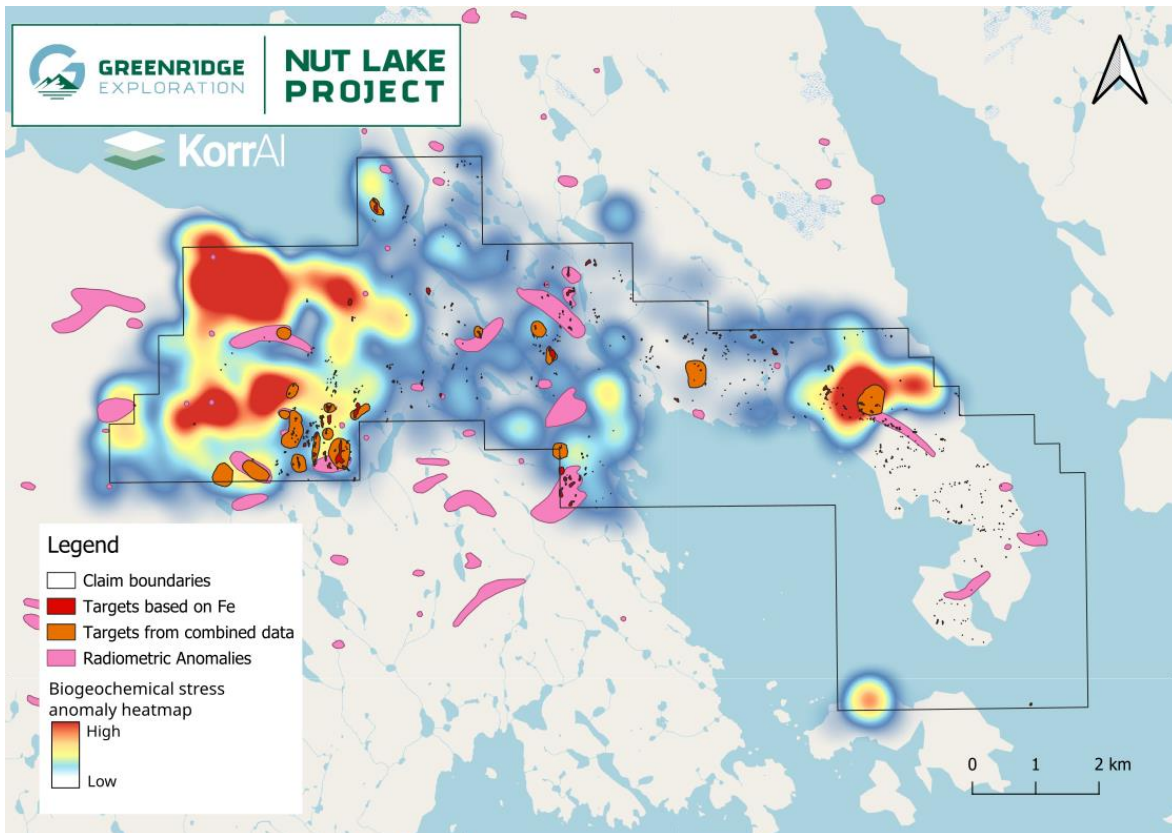 GREENRIDGE
EXPLORATION
NUT LAKE
PROJECT
KorrAI
Legend
Claim boundaries
Targets based on Fe
Targets from combined data
Radiometric Anomalies
Biogeochemical stress
anomaly heatmap
High
Low
0 1 2 km